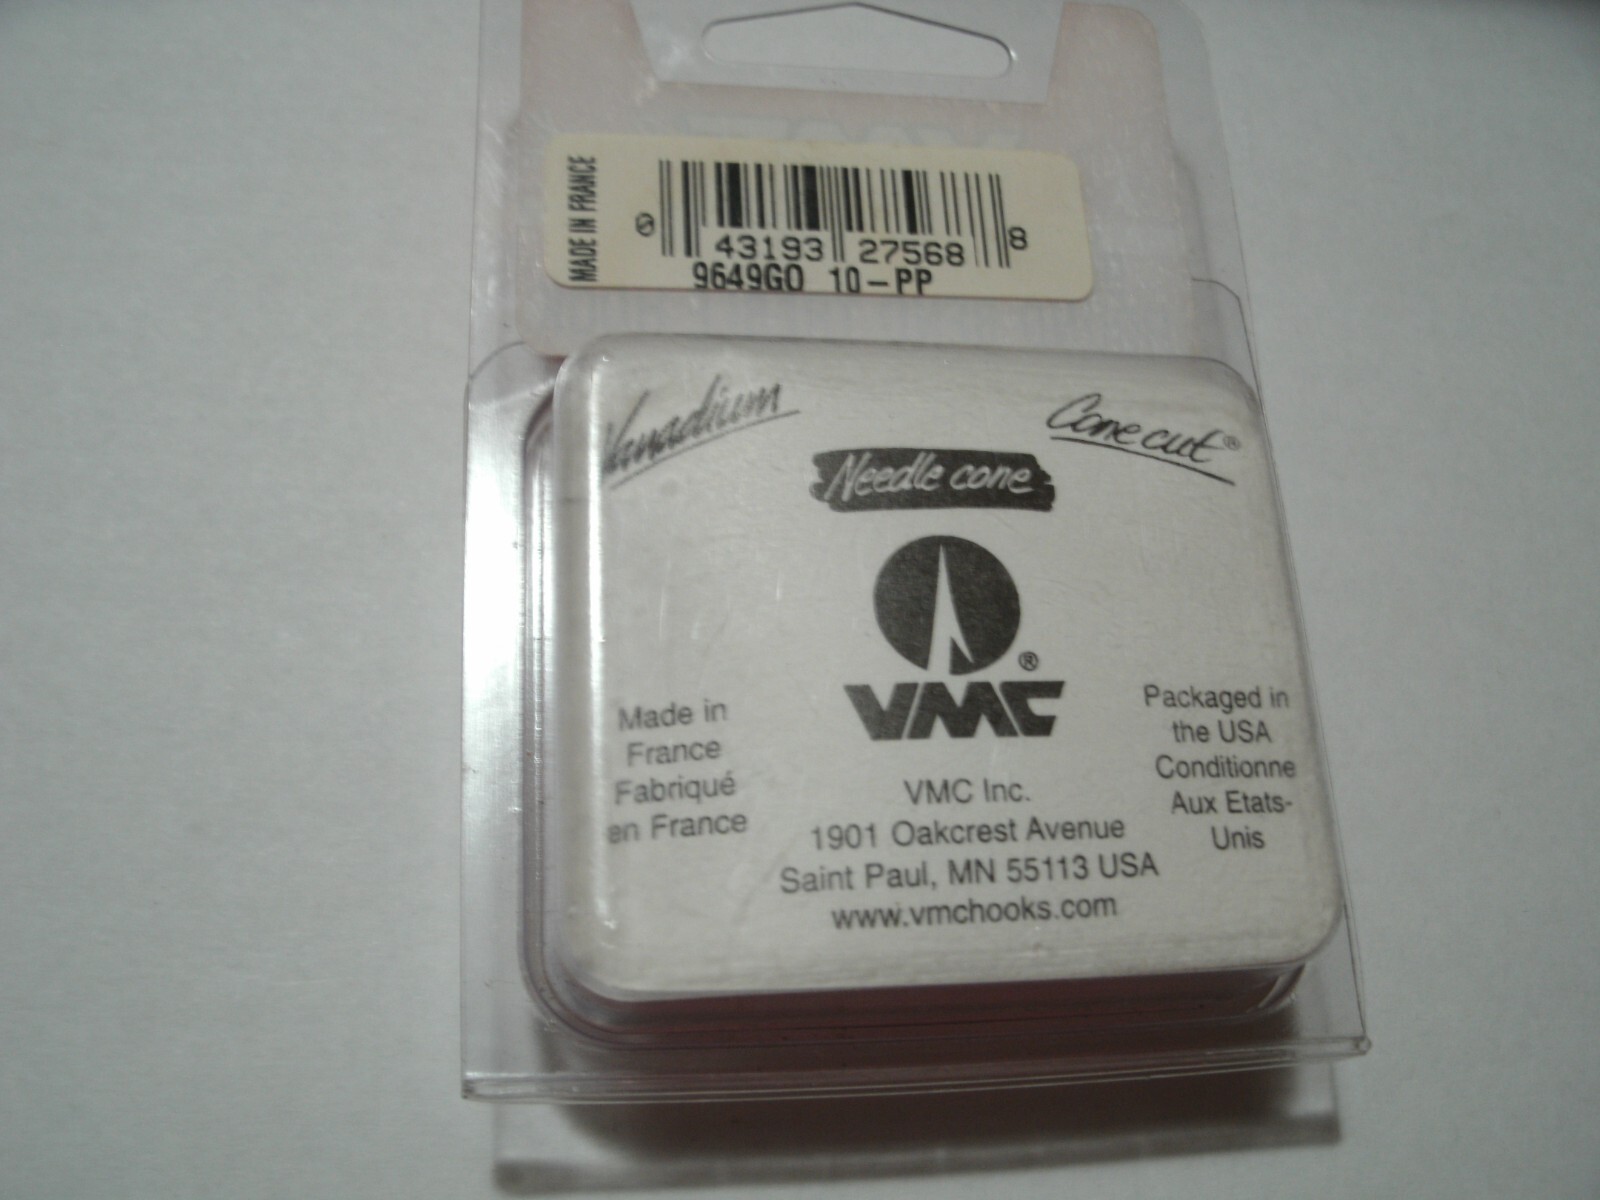 MADE IN FRANCE
0 43193 27568 8
9649GO 10-PP
Vanadium
Cone cut®
Needle cone
®
VMC
Made in
France
Fabriqué
en France
Packaged in
the USA
Conditionne
Aux Etats-
Unis
VMC Inc.
1901 Oakcrest Avenue
Saint Paul, MN 55113 USA
www.vmchooks.com